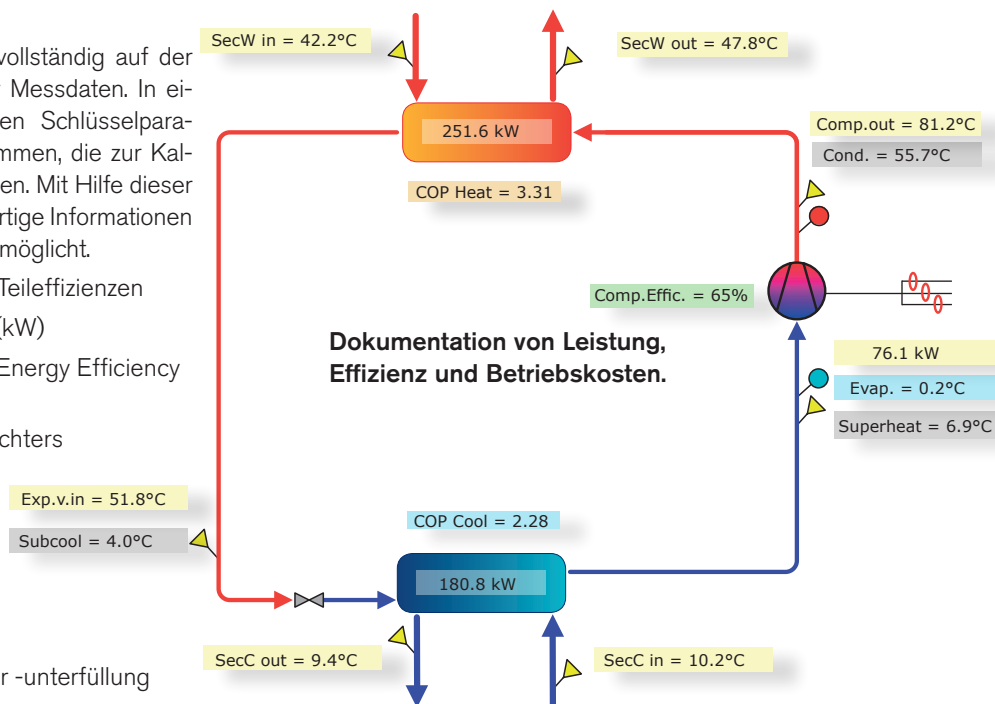 vollständig auf der
Messdaten. In ei-
en Schlüsselpara-
mmen, die zur Kal-
en. Mit Hilfe dieser
rtige Informationen
möglicht.
Teileffizienzen
(kW)
Energy Efficiency
chters
r -unterfüllung
SecW in = 42.2°C
SecW out = 47.8°C
251.6 kW
COP Heat = 3.31
Comp.out = 81.2°C
Cond. = 55.7°C
Comp.Effic. = 65%
Dokumentation von Leistung,
Effizienz und Betriebskosten.
76.1 kW
Evap. = 0.2°C
Superheat = 6.9°C
Exp.v.in = 51.8°C
Subcool = 4.0°C
COP Cool = 2.28
180.8 kW
SecC out = 9.4°C
SecC in = 10.2°C